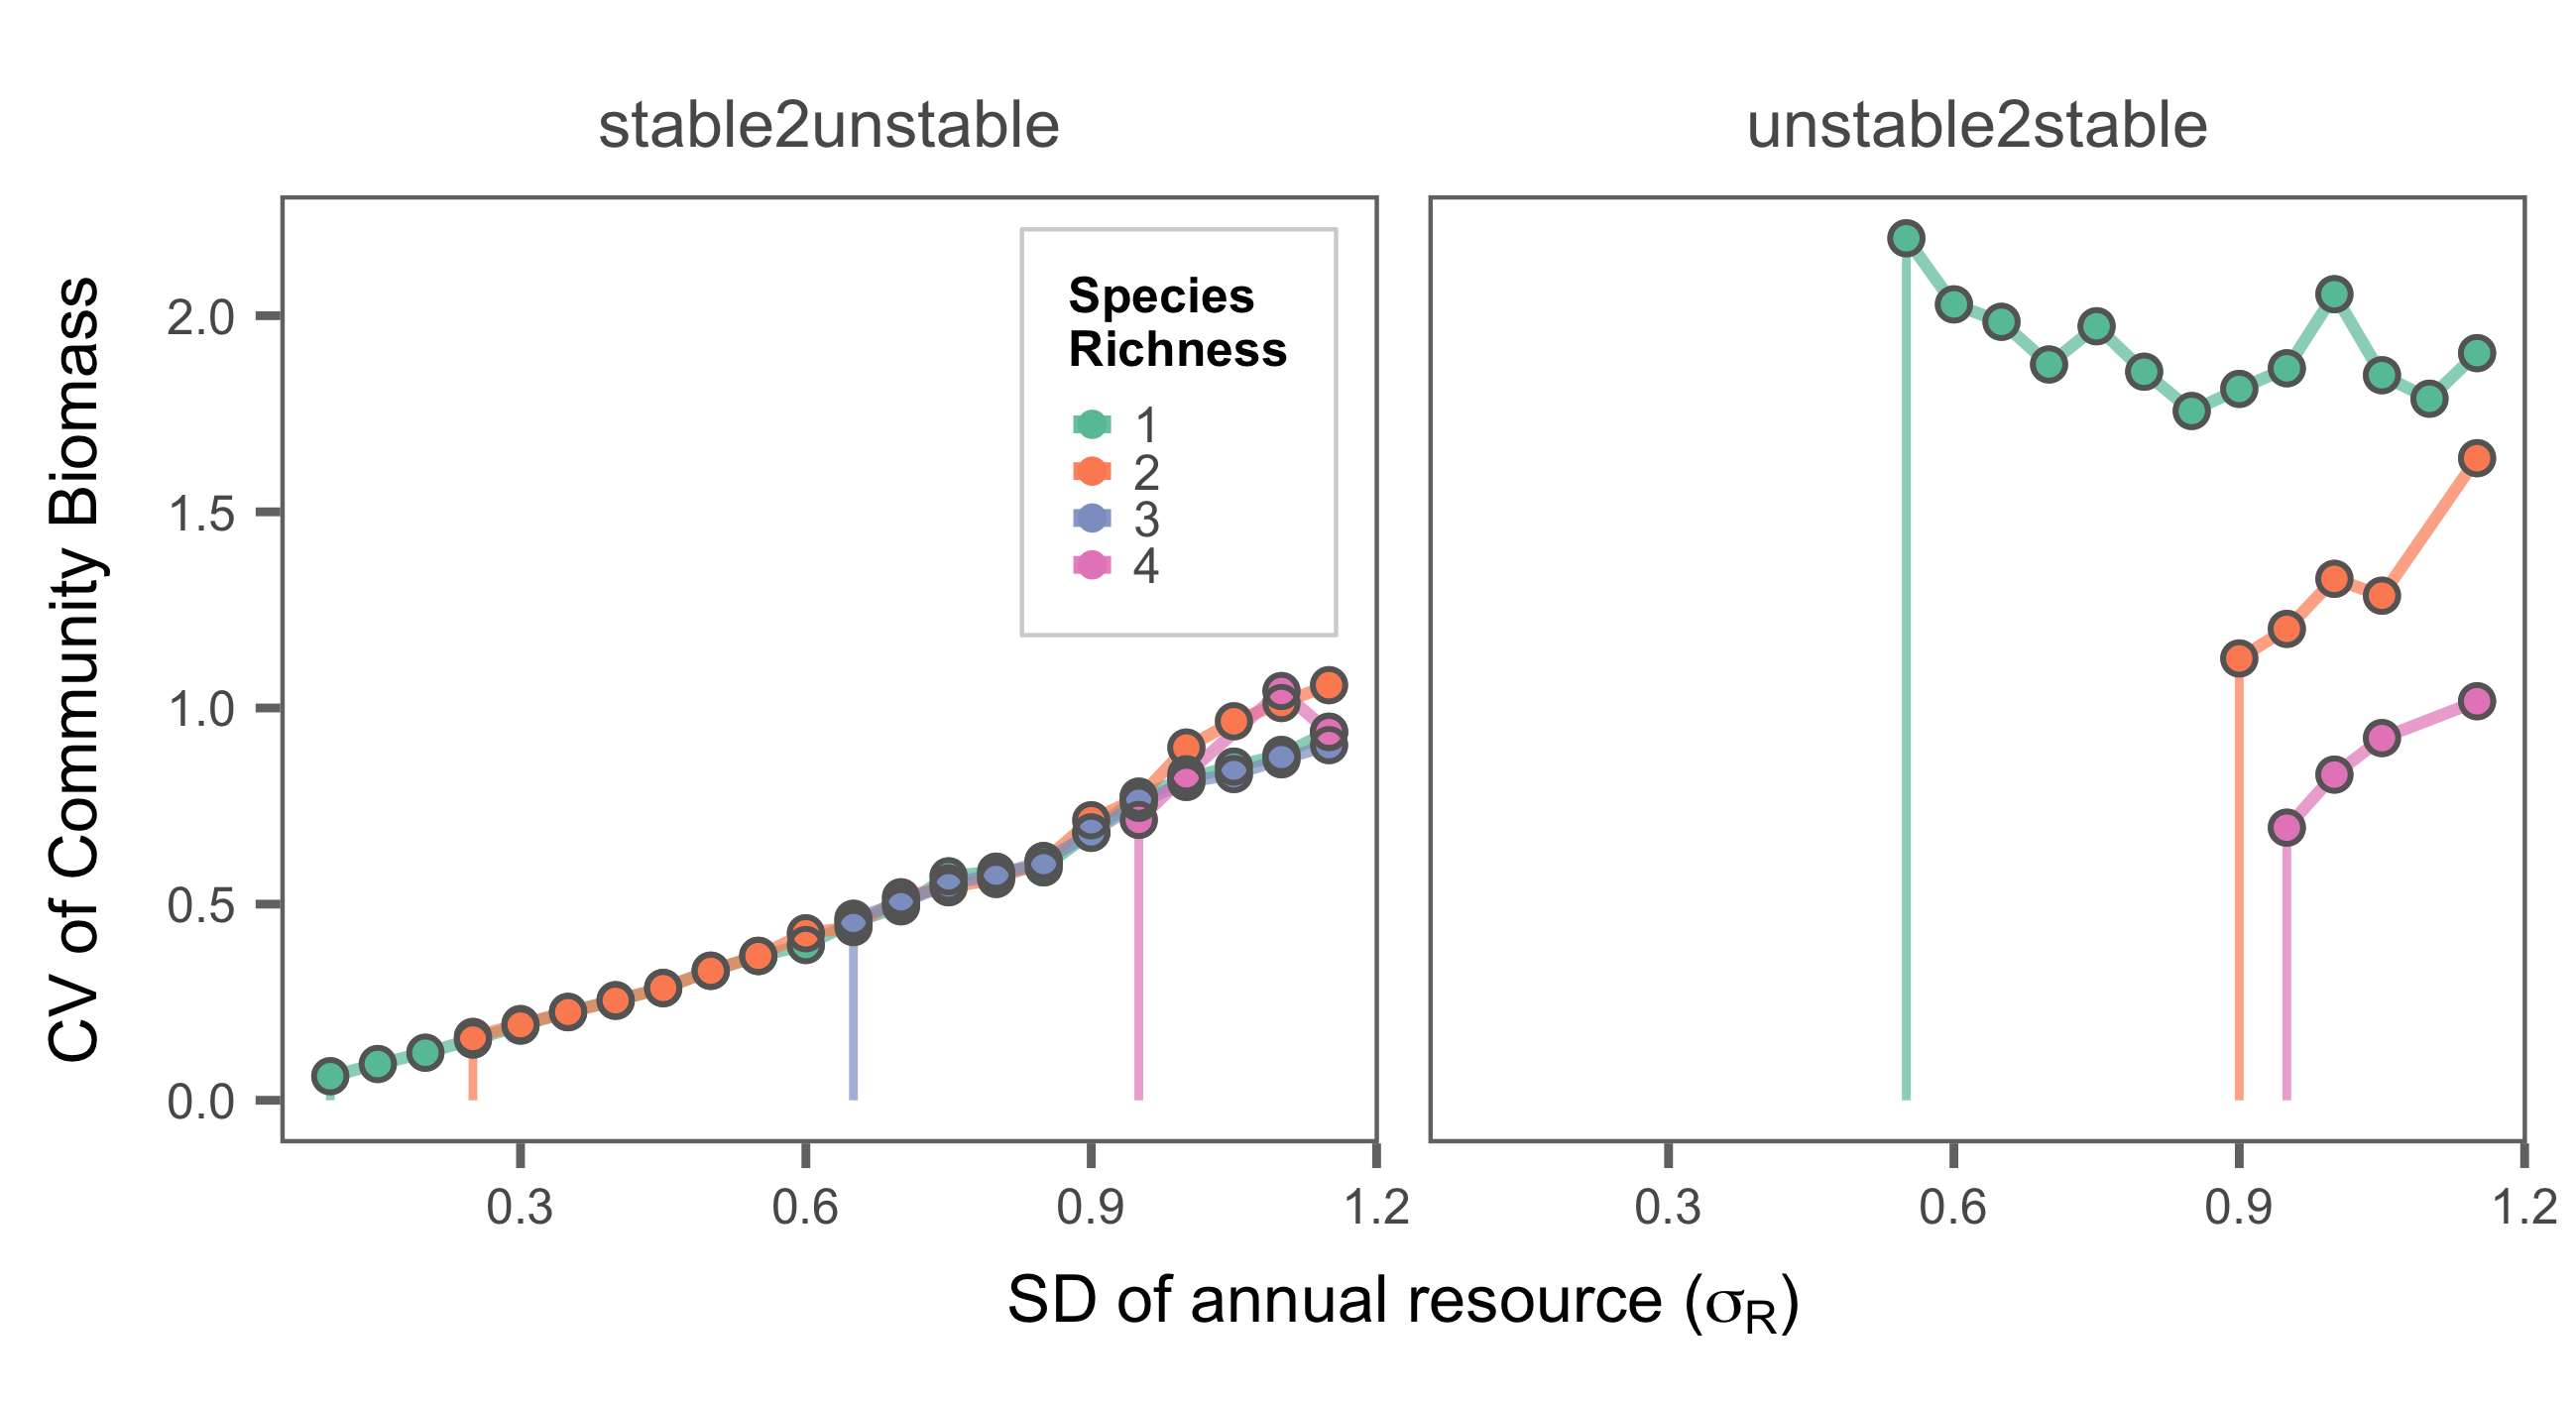 stable2unstable
unstable2stable
CV of Community Biomass
2.0
1.5
1.0
0.5
0.0
Species
Richness
1
2
3
4
0.3 0.6 0.9 1.2
0.3 0.6 0.9 1.2
SD of annual resource (σR)